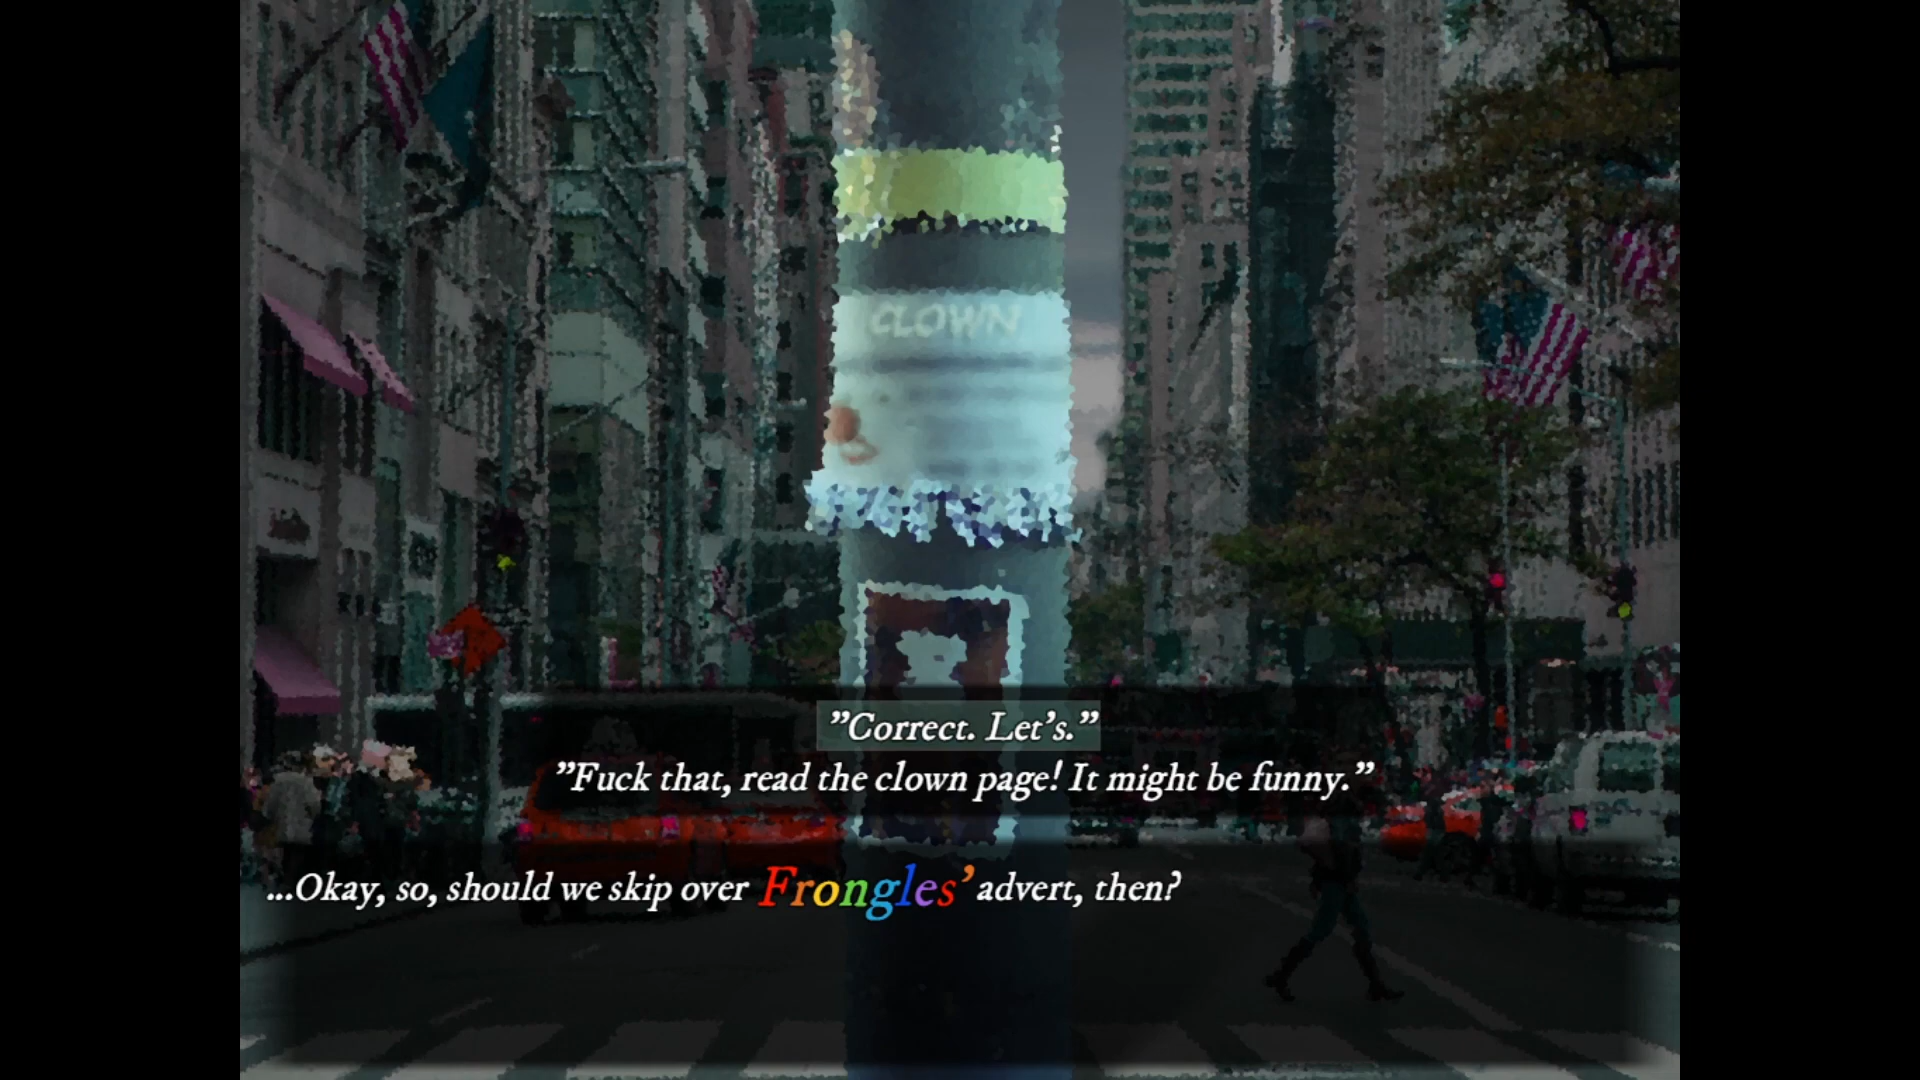 CLOWN
"Correct. Let's."
"Fuck that, read the clown page! It might be funny."
...Okay, so, should we skip over Frongles' advert, then?